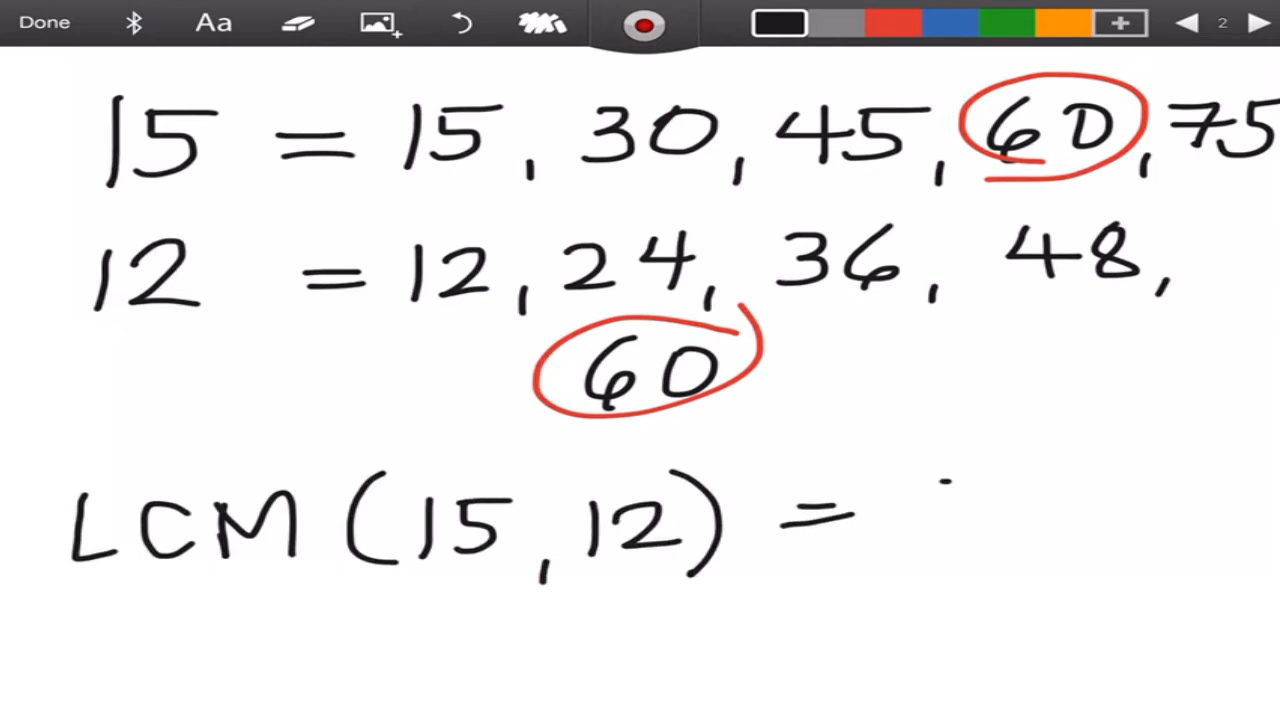 Done Aa 2
15 = 15, 30, 45, 60, 75
12 = 12, 24, 36, 48,
60
LCM (15, 12) =